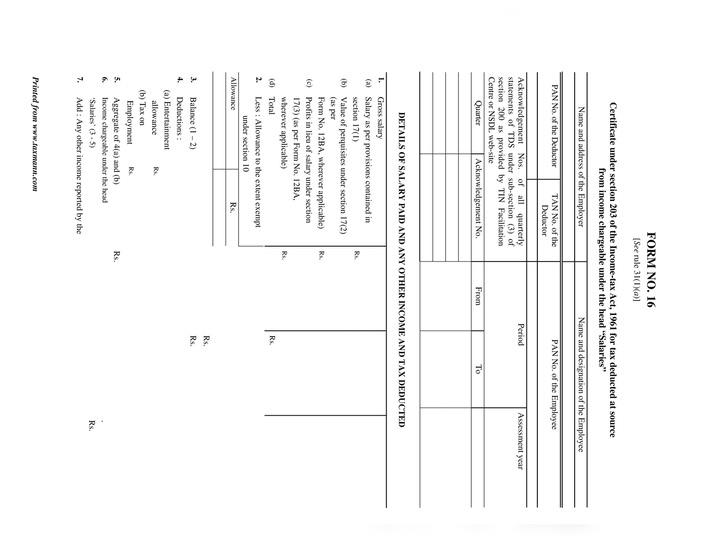 FORM NO. 16
[See rule 31(1)(a)]
Certificate under section 203 of the Income-tax Act, 1961 for tax deducted at source
from income chargeable under the head "Salaries"
Name and address of the Employer
Name and designation of the Employee
PAN No. of the Deductor
TAN No. of the
Deductor
PAN No. of the Employee
Acknowledgement Nos. of all quarterly
statements of TDS under sub-section (3) of
section 200 as provided by TIN Facilitation
Centre or NSDL web-site
Period
Assessment year
Quarter
Acknowledgement No.
From
To
DETAILS OF SALARY PAID AND ANY OTHER INCOME AND TAX DEDUCTED
1. Gross salary
(a) Salary as per provisions contained in
section 17(1) Rs.
(b) Value of perquisites under section 17(2)
(as per
Form No. 12BA, wherever applicable) Rs.
(c) Profits in lieu of salary under section
17(3) (as per Form No. 12BA,
wherever applicable) Rs.
(d) Total Rs.
2. Less : Allowance to the extent exempt
under section 10
Allowance Rs.
Rs.
3. Balance (1 – 2) Rs.
4. Deductions :
(a) Entertainment
allowance Rs.
(b) Tax on
Employment Rs.
5. Aggregate of 4(a) and (b) Rs.
6. Income chargeable under the head
'Salaries' (3 - 5) Rs.
7. Add : Any other income reported by the
Printed from www.taxmann.com